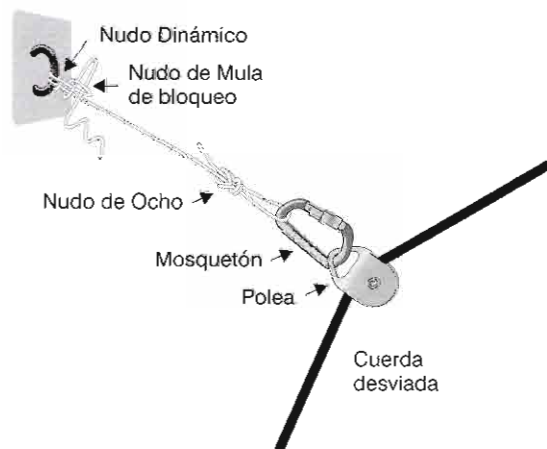 Nudo Dinámico
Nudo de Mula
de bloqueo
Nudo de Ocho
Mosquetón
Polea
Cuerda
desviada